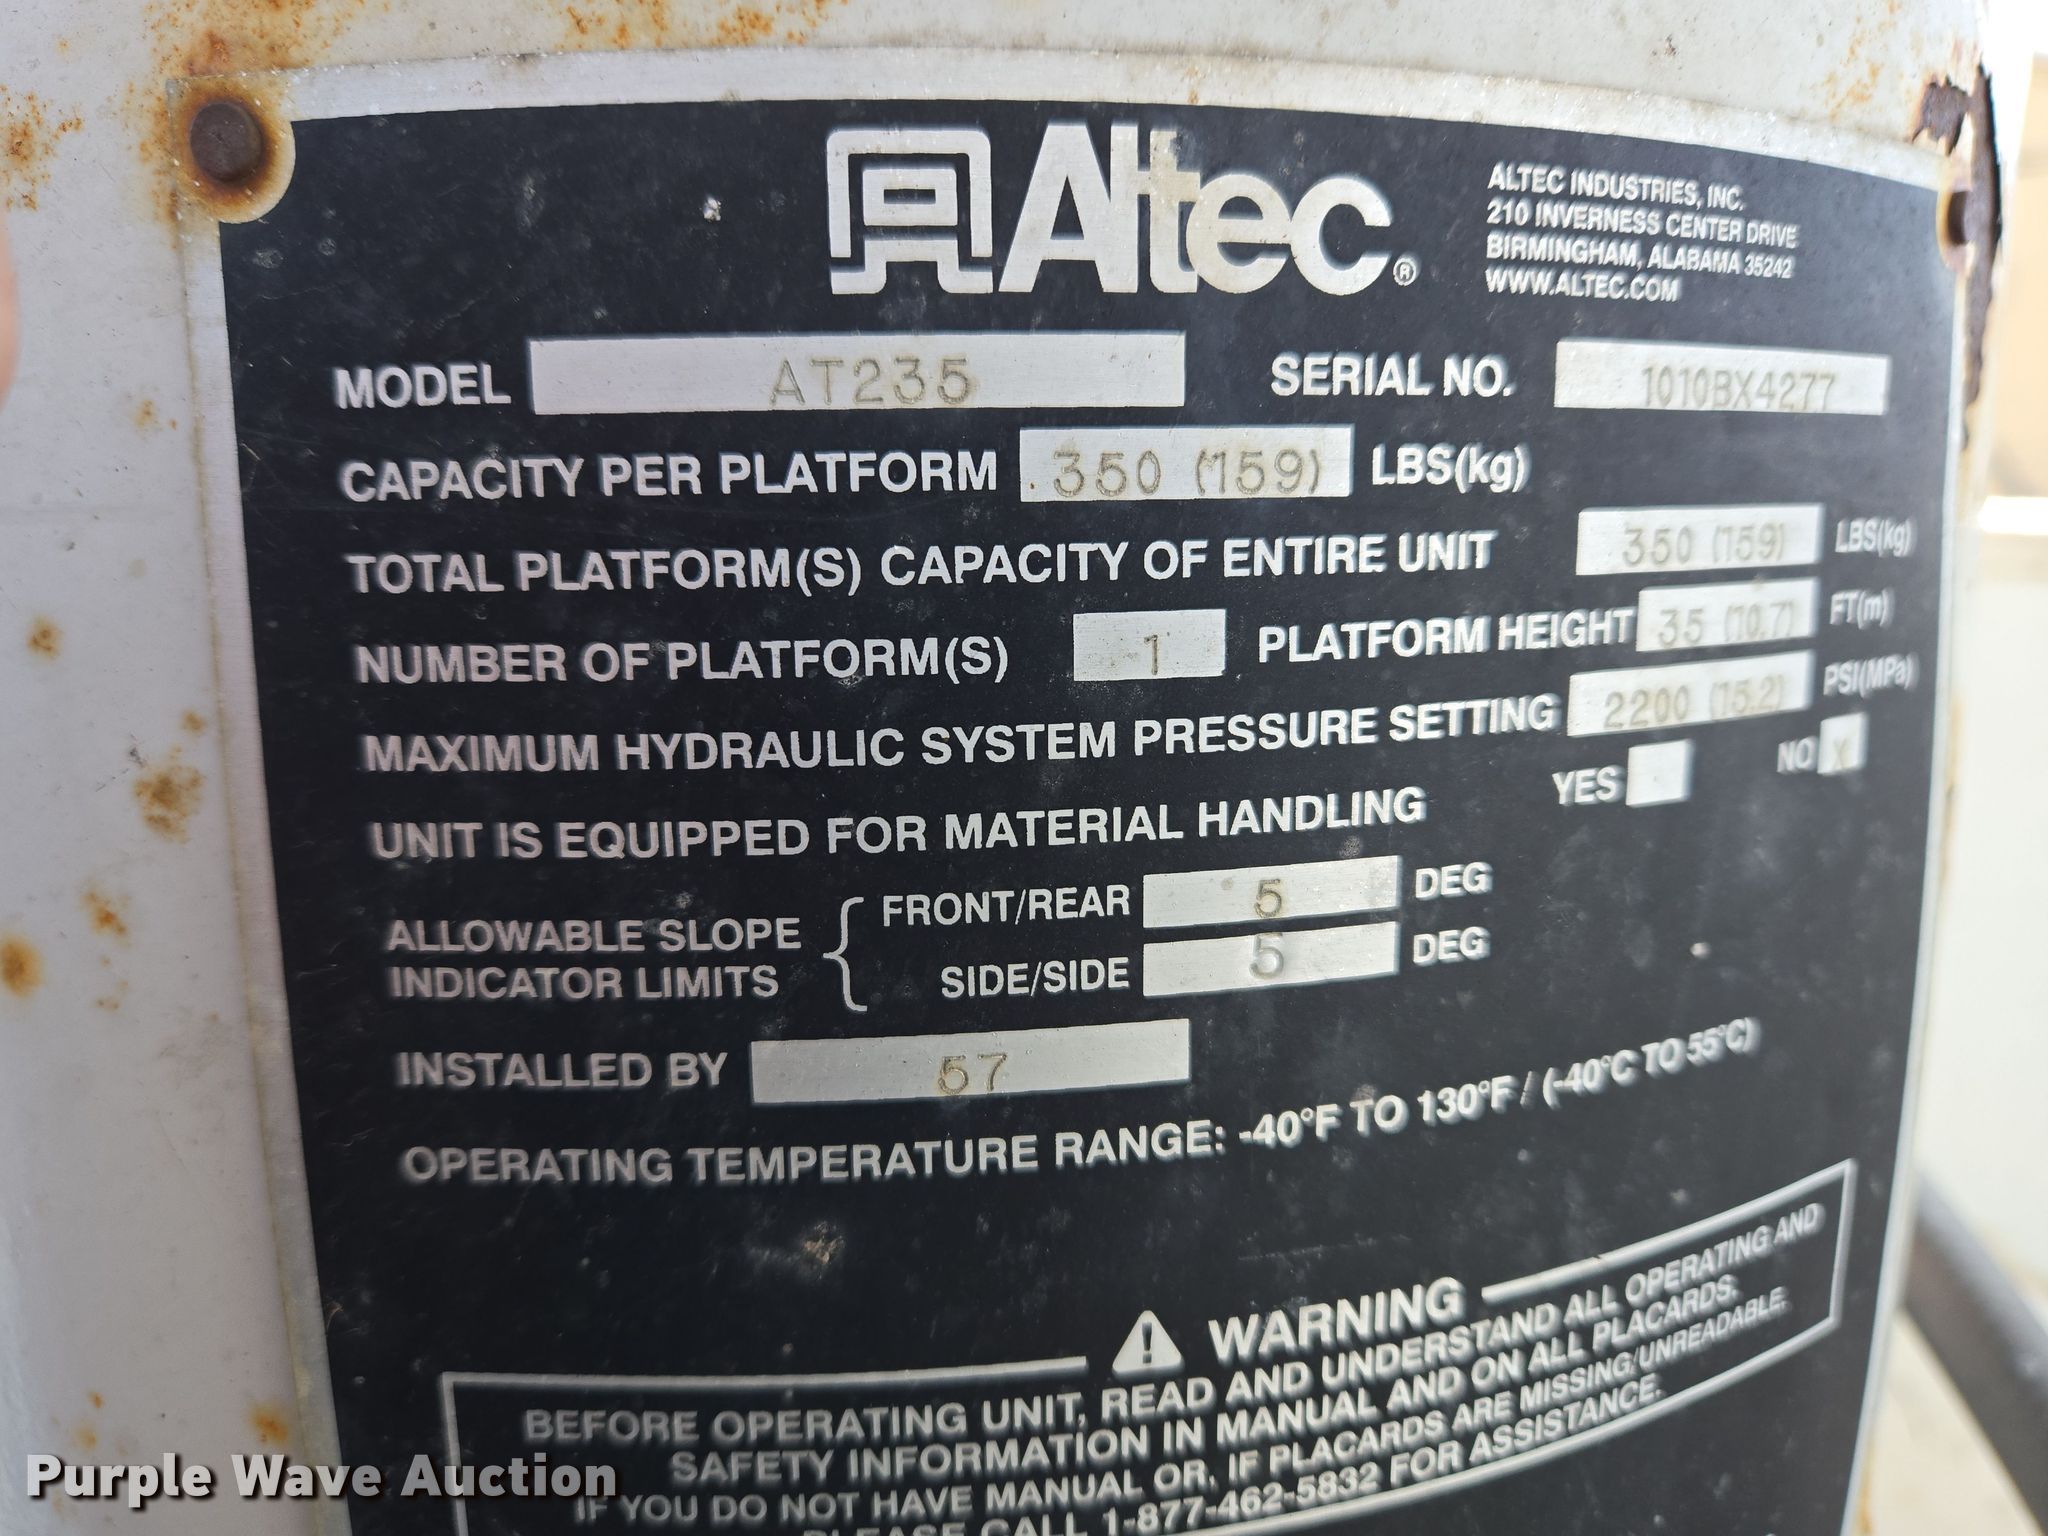 Altec®
ALTEC INDUSTRIES, INC.
210 INVERNESS CENTER DRIVE
BIRMINGHAM, ALABAMA 35242
WWW.ALTEC.COM
MODEL AT235 SERIAL NO. 1010BX4277
CAPACITY PER PLATFORM 350 (159) LBS(kg)
TOTAL PLATFORM(S) CAPACITY OF ENTIRE UNIT 350 (159) LBS(kg)
NUMBER OF PLATFORM(S) 1 PLATFORM HEIGHT 35 (10.7) FT(m)
MAXIMUM HYDRAULIC SYSTEM PRESSURE SETTING 2200 (15.2) PSI(MPa)
UNIT IS EQUIPPED FOR MATERIAL HANDLING YES NO X
ALLOWABLE SLOPE INDICATOR LIMITS
FRONT/REAR 5 DEG
SIDE/SIDE 5 DEG
INSTALLED BY 57
OPERATING TEMPERATURE RANGE: -40°F TO 130°F / (-40°C TO 55°C)
WARNING
BEFORE OPERATING UNIT, READ AND UNDERSTAND ALL OPERATING AND
SAFETY INFORMATION IN MANUAL AND ON ALL PLACARDS.
IF YOU DO NOT HAVE MANUAL OR, IF PLACARDS ARE MISSING/UNREADABLE,
PLEASE CALL 1-877-462-5832 FOR ASSISTANCE.
Purple Wave Auction